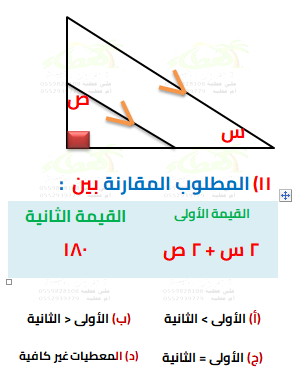 ص
س
١١) المطلوب المقارنة بين :
القيمة الأولى
القيمة الثانية
٢ س + ٢ ص
١٨٠
(أ) الأولى > الثانية
(ب) الأولى < الثانية
(ج) الأولى = الثانية
(د) المعطيات غير كافية